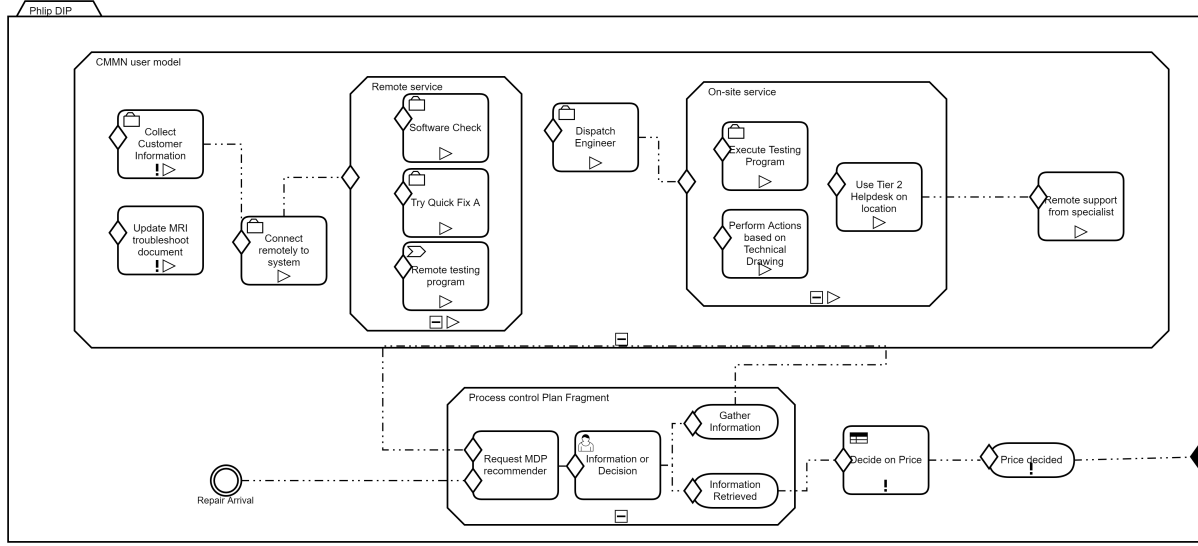 Phlip DIP
CMMN user model
Collect
Customer
Information
Update MRI
troubleshoot
document
Connect
remotely to
system
Remote service
Software Check
Try Quick Fix A
Remote testing
program
Dispatch
Engineer
On-site service
Execute Testing
Program
Perform Actions
based on
Technical
Drawing
Use Tier 2
Helpdesk on
location
Remote support
from specialist
Process control Plan Fragment
Request MDP
recommender
Information or
Decision
Gather
Information
Information
Retrieved
Decide on Price
Price decided
Repair Arrival